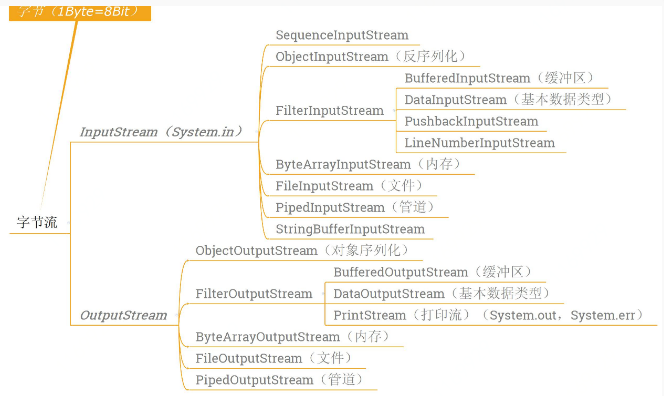 字节（1Byte=8Bit）
SequenceInputStream
ObjectInputStream（反序列化）
BufferedInputStream（缓冲区）
DataInputStream（基本数据类型）
FilterInputStream
PushbackInputStream
InputStream（System.in）
LineNumberInputStream
ByteArrayInputStream（内存）
FileInputStream（文件）
PipedInputStream（管道）
字节流
StringBufferInputStream
ObjectOutputStream（对象序列化）
BufferedOutputStream（缓冲区）
FilterOutputStream
DataOutputStream（基本数据类型）
OutputStream
PrintStream（打印流）（System.out，System.err）
ByteArrayOutputStream（内存）
FileOutputStream（文件）
PipedOutputStream（管道）